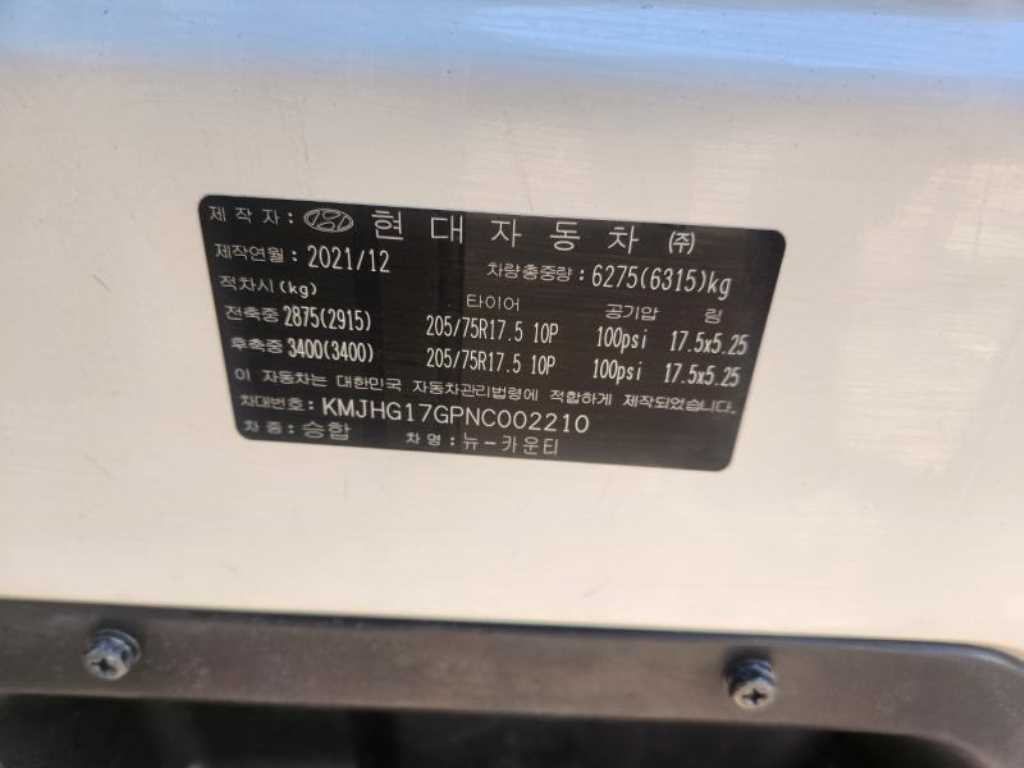 제작자: 현대자동차 (주)
제작연월: 2021/12 차량총중량: 6275(6315)kg
적차시(kg) 타이어 공기압 림
전축중 2875(2915) 205/75R17.5 10P 100psi 17.5x5.25
후축중 3400(3400) 205/75R17.5 10P 100psi 17.5x5.25
이 자동차는 대한민국 자동차관리법령에 적합하게 제작되었습니다.
차대번호: KMJHG17GPNC002210
차종: 승합 차명: 뉴-카운티